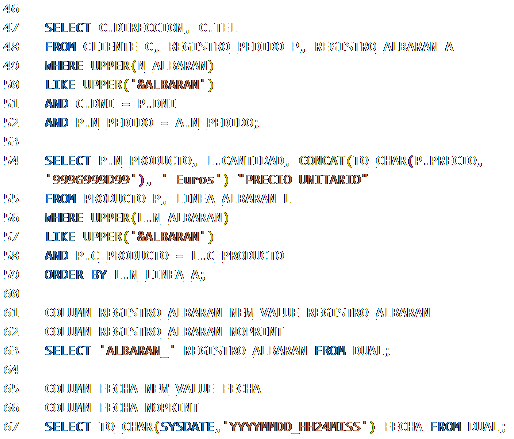 46
47 SELECT C.DIRECCION, C.TEL
48 FROM CLIENTE C, REGISTRO_PEDIDO P, REGISTRO_ALBARAN A
49 WHERE UPPER(N_ALBARAN)
50 LIKE UPPER('&ALBARAN')
51 AND C.DNI = P.DNI
52 AND P.N_PEDIDO = A.N_PEDIDO;
53
54 SELECT P.N_PRODUCTO, L.CANTIDAD, CONCAT(TO_CHAR(P.PRECIO,
'999G999D99'), ' Euros') "PRECIO UNITARIO"
55 FROM PRODUCTO P, LINEA_ALBARAN L
56 WHERE UPPER(L.N_ALBARAN)
57 LIKE UPPER('&ALBARAN')
58 AND P.C_PRODUCTO = L.C_PRODUCTO
59 ORDER BY L.N_LINEA_A;
60
61 COLUMN REGISTRO_ALBARAN NEW_VALUE REGISTRO_ALBARAN
62 COLUMN REGISTRO_ALBARAN NOPRINT
63 SELECT 'ALBARAN_' REGISTRO_ALBARAN FROM DUAL;
64
65 COLUMN FECHA NEW_VALUE FECHA
66 COLUMN FECHA NOPRINT
67 SELECT TO_CHAR(SYSDATE,'YYYYMMDD_HH24MISS') FECHA FROM DUAL;